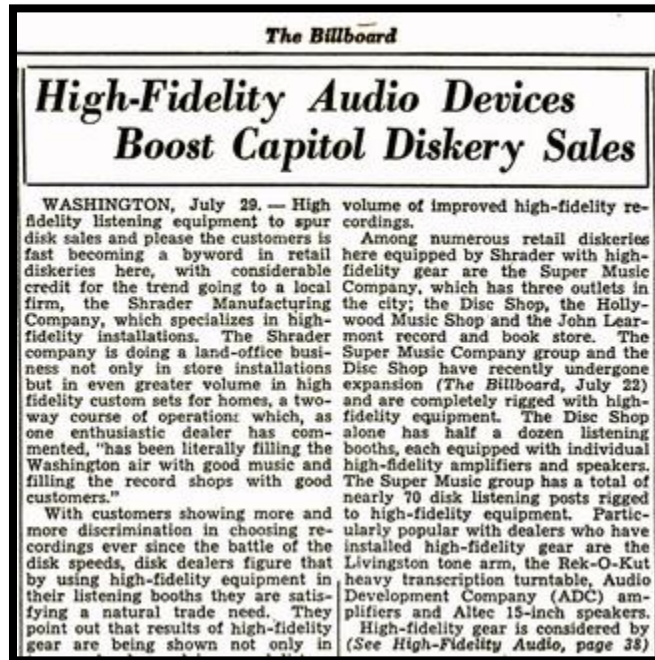 The Billboard
High-Fidelity Audio Devices
Boost Capitol Diskery Sales
WASHINGTON, July 29. — High
fidelity listening equipment to spur
disk sales and please the customers is
fast becoming a byword in retail
diskeries here, with considerable
credit for the trend going to a local
firm, the Shrader Manufacturing
Company, which specializes in high-
fidelity installations. The Shrader
company is doing a land-office busi-
ness not only in store installations
but in even greater volume in high
fidelity custom sets for homes, a two-
way course of operations which, as
one enthusiastic dealer has com-
mented, "has been literally filling the
Washington air with good music and
filling the record shops with good
customers."
With customers showing more and
more discrimination in choosing re-
cordings ever since the battle of the
disk speeds, disk dealers figure that
by using high-fidelity equipment in
their listening booths they are satis-
fying a natural trade need. They
point out that results of high-fidelity
gear are being shown not only in
volume of improved high-fidelity re-
cordings.
Among numerous retail diskeries
here equipped by Shrader with high-
fidelity gear are the Super Music
Company, which has three outlets in
the city; the Disc Shop, the Holly-
wood Music Shop and the John Lear-
mont record and book store. The
Super Music Company group and the
Disc Shop have recently undergone
expansion (The Billboard, July 22)
and are completely rigged with high-
fidelity equipment. The Disc Shop
alone has half a dozen listening
booths, each equipped with individual
high-fidelity amplifiers and speakers.
The Super Music group has a total of
nearly 70 disk listening posts rigged
to high-fidelity equipment. Partic-
ularly popular with dealers who have
installed high-fidelity gear are the
Livingston tone arm, the Rek-O-Kut
heavy transcription turntable, Audio
Development Company (ADC) am-
plifiers and Altec 15-inch speakers.
High-fidelity gear is considered by
(See High-Fidelity Audio, page 38)